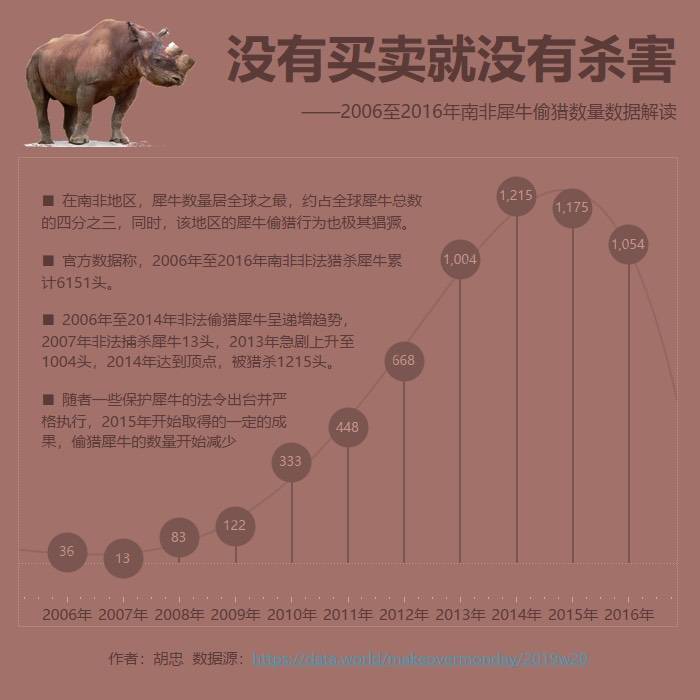 没有买卖就没有杀害
——2006至2016年南非犀牛偷猎数量数据解读
■ 在南非地区，犀牛数量居全球之最，约占全球犀牛总数
的四分之三，同时，该地区的犀牛偷猎行为也极其猖獗。
■ 官方数据称，2006年至2016年南非非法猎杀犀牛累
计6151头。
■ 2006年至2014年非法偷猎犀牛呈递增趋势，
2007年非法捕杀犀牛13头，2013年急剧上升至
1004头，2014年达到顶点，被猎杀1215头。
■ 随者一些保护犀牛的法令出台并严
格执行，2015年开始取得的一定的成
果，偷猎犀牛的数量开始减少
36 13 83 122 333 448 668 1,004 1,215 1,175 1,054
2006年 2007年 2008年 2009年 2010年 2011年 2012年 2013年 2014年 2015年 2016年
作者：胡忠 数据源：https://data.world/makeovermonday/2019w20